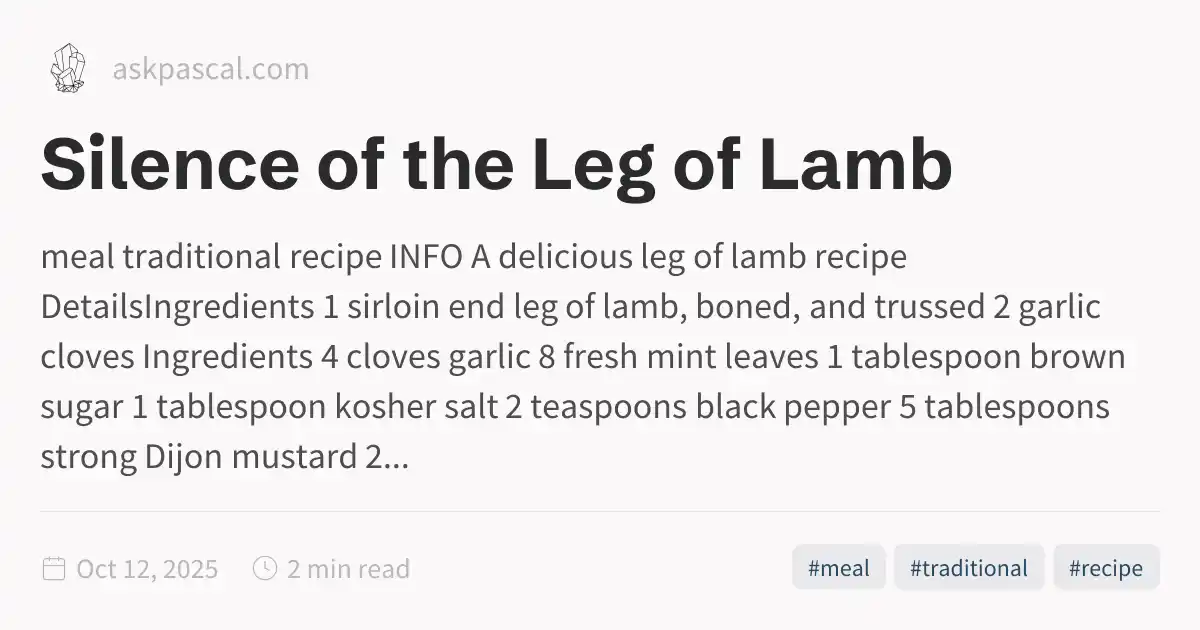 askpascal.com
Silence of the Leg of Lamb
meal traditional recipe INFO A delicious leg of lamb recipe
DetailsIngredients 1 sirloin end leg of lamb, boned, and trussed 2 garlic
cloves Ingredients 4 cloves garlic 8 fresh mint leaves 1 tablespoon brown
sugar 1 tablespoon kosher salt 2 teaspoons black pepper 5 tablespoons
strong Dijon mustard 2...
Oct 12, 2025 2 min read #meal #traditional #recipe